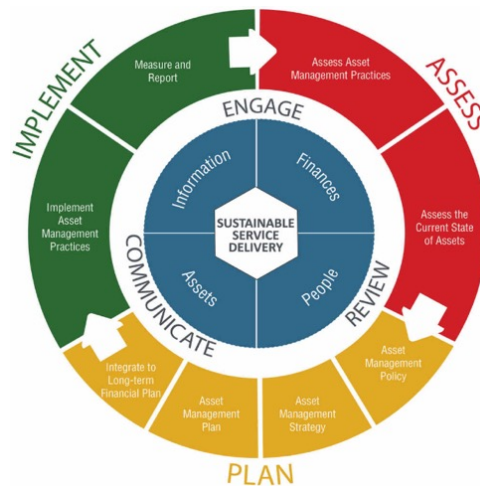 IMPLEMENT
ASSESS
PLAN
Measure and
Report
Assess Asset
Management Practices
Implement
Asset
Management
Practices
Assess the
Current State
of Assets
Integrate to
Long-term
Financial Plan
Asset
Management
Plan
Asset
Management
Strategy
Asset
Management
Policy
ENGAGE
COMMUNICATE
REVIEW
Information
Finances
Assets
People
SUSTAINABLE
SERVICE
DELIVERY